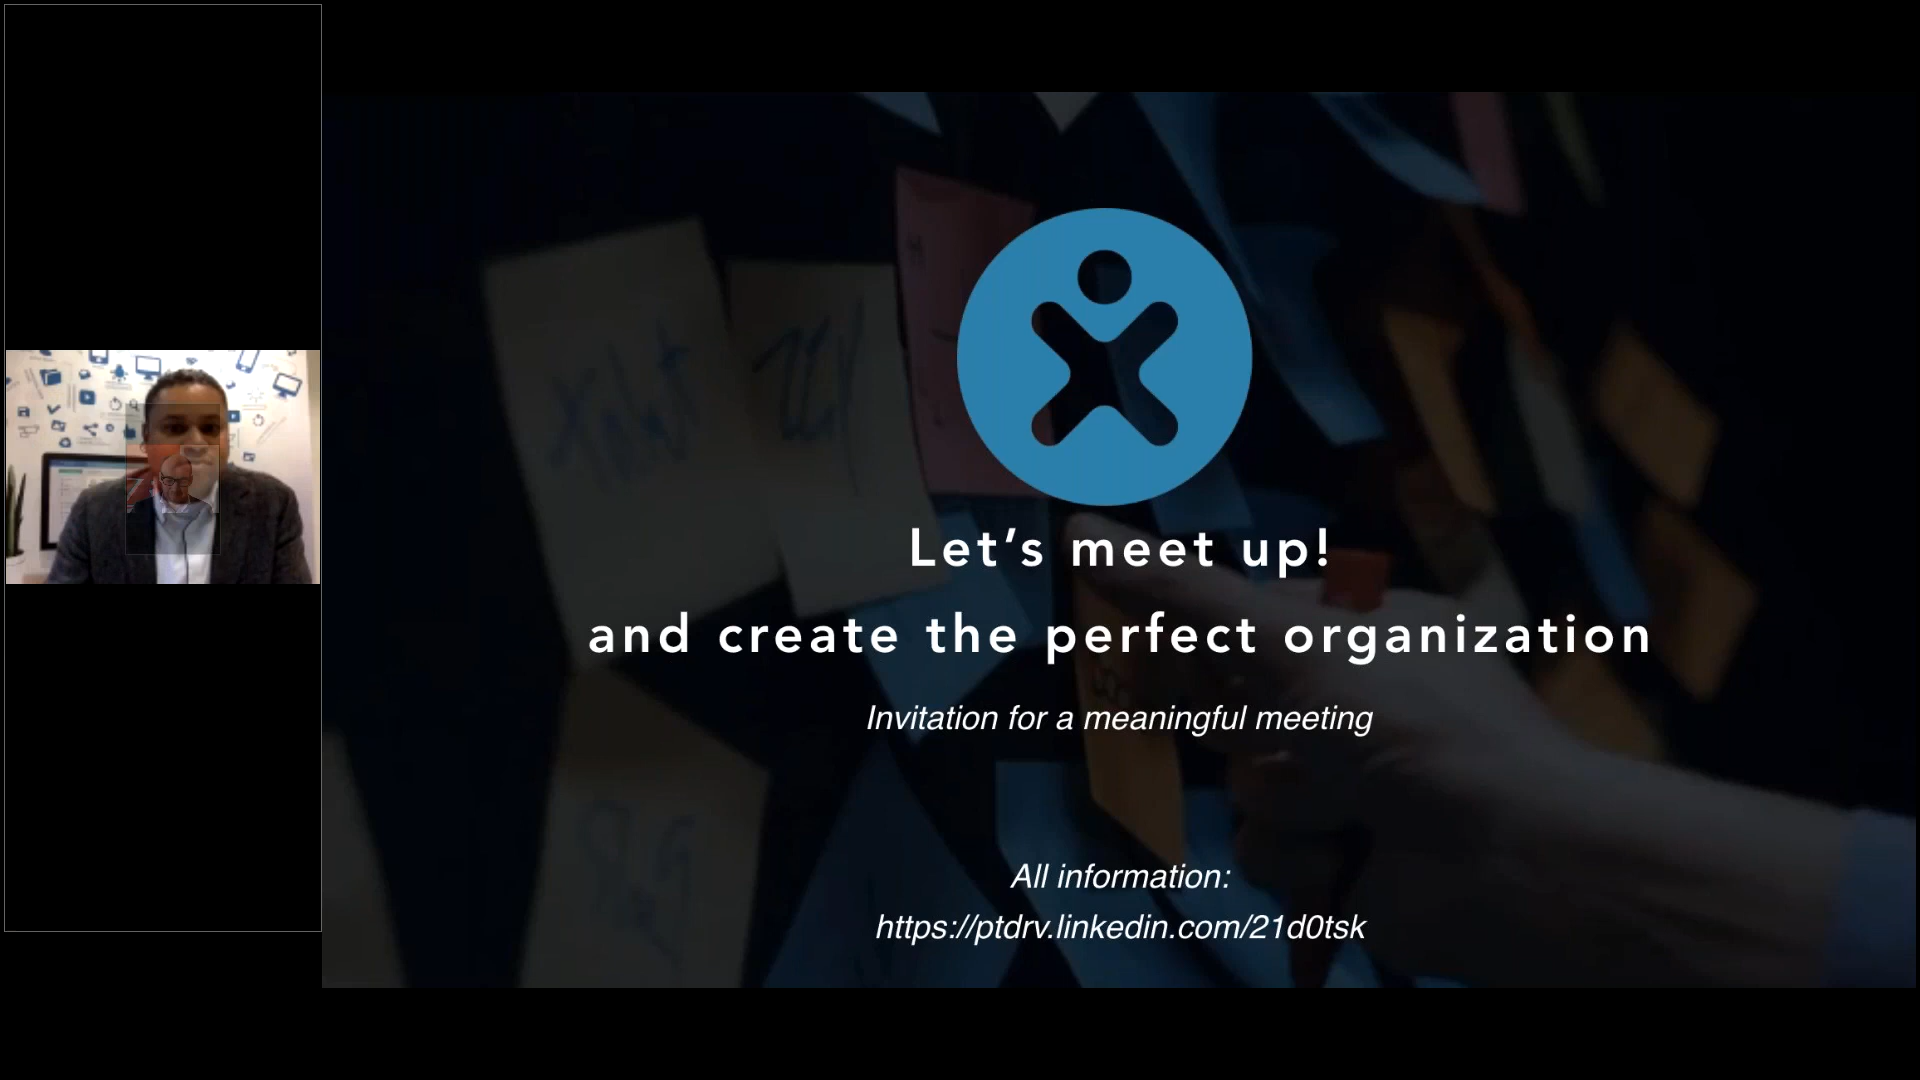 Let's meet up!
and create the perfect organization
Invitation for a meaningful meeting
All information:
https://ptdrv.linkedin.com/21d0tsk